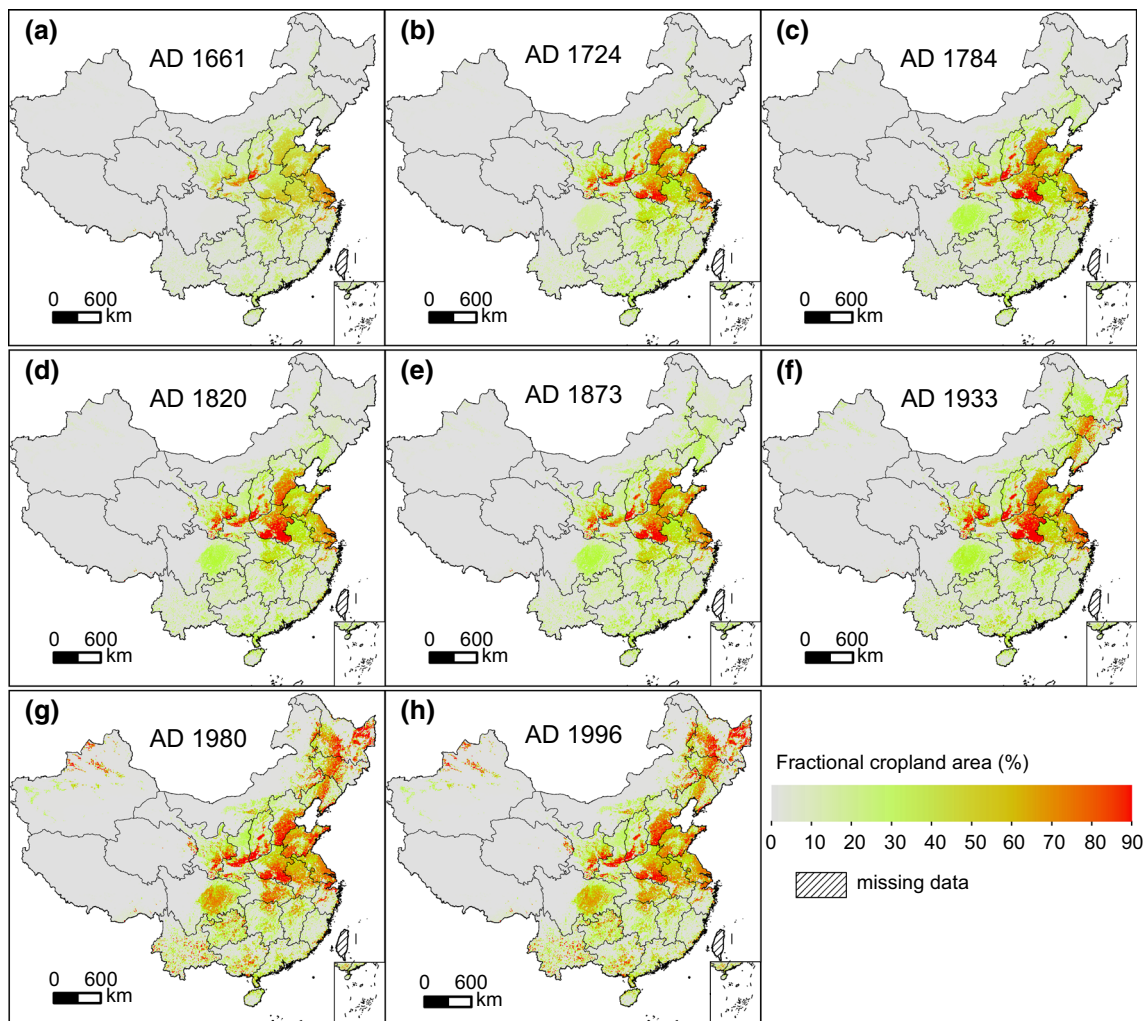 (a)
AD 1661
0 600
km
(b)
AD 1724
0 600
km
(c)
AD 1784
0 600
km
(d)
AD 1820
0 600
km
(e)
AD 1873
0 600
km
(f)
AD 1933
0 600
km
(g)
AD 1980
0 600
km
(h)
AD 1996
0 600
km
Fractional cropland area (%)
0 10 20 30 40 50 60 70 80 90
missing data